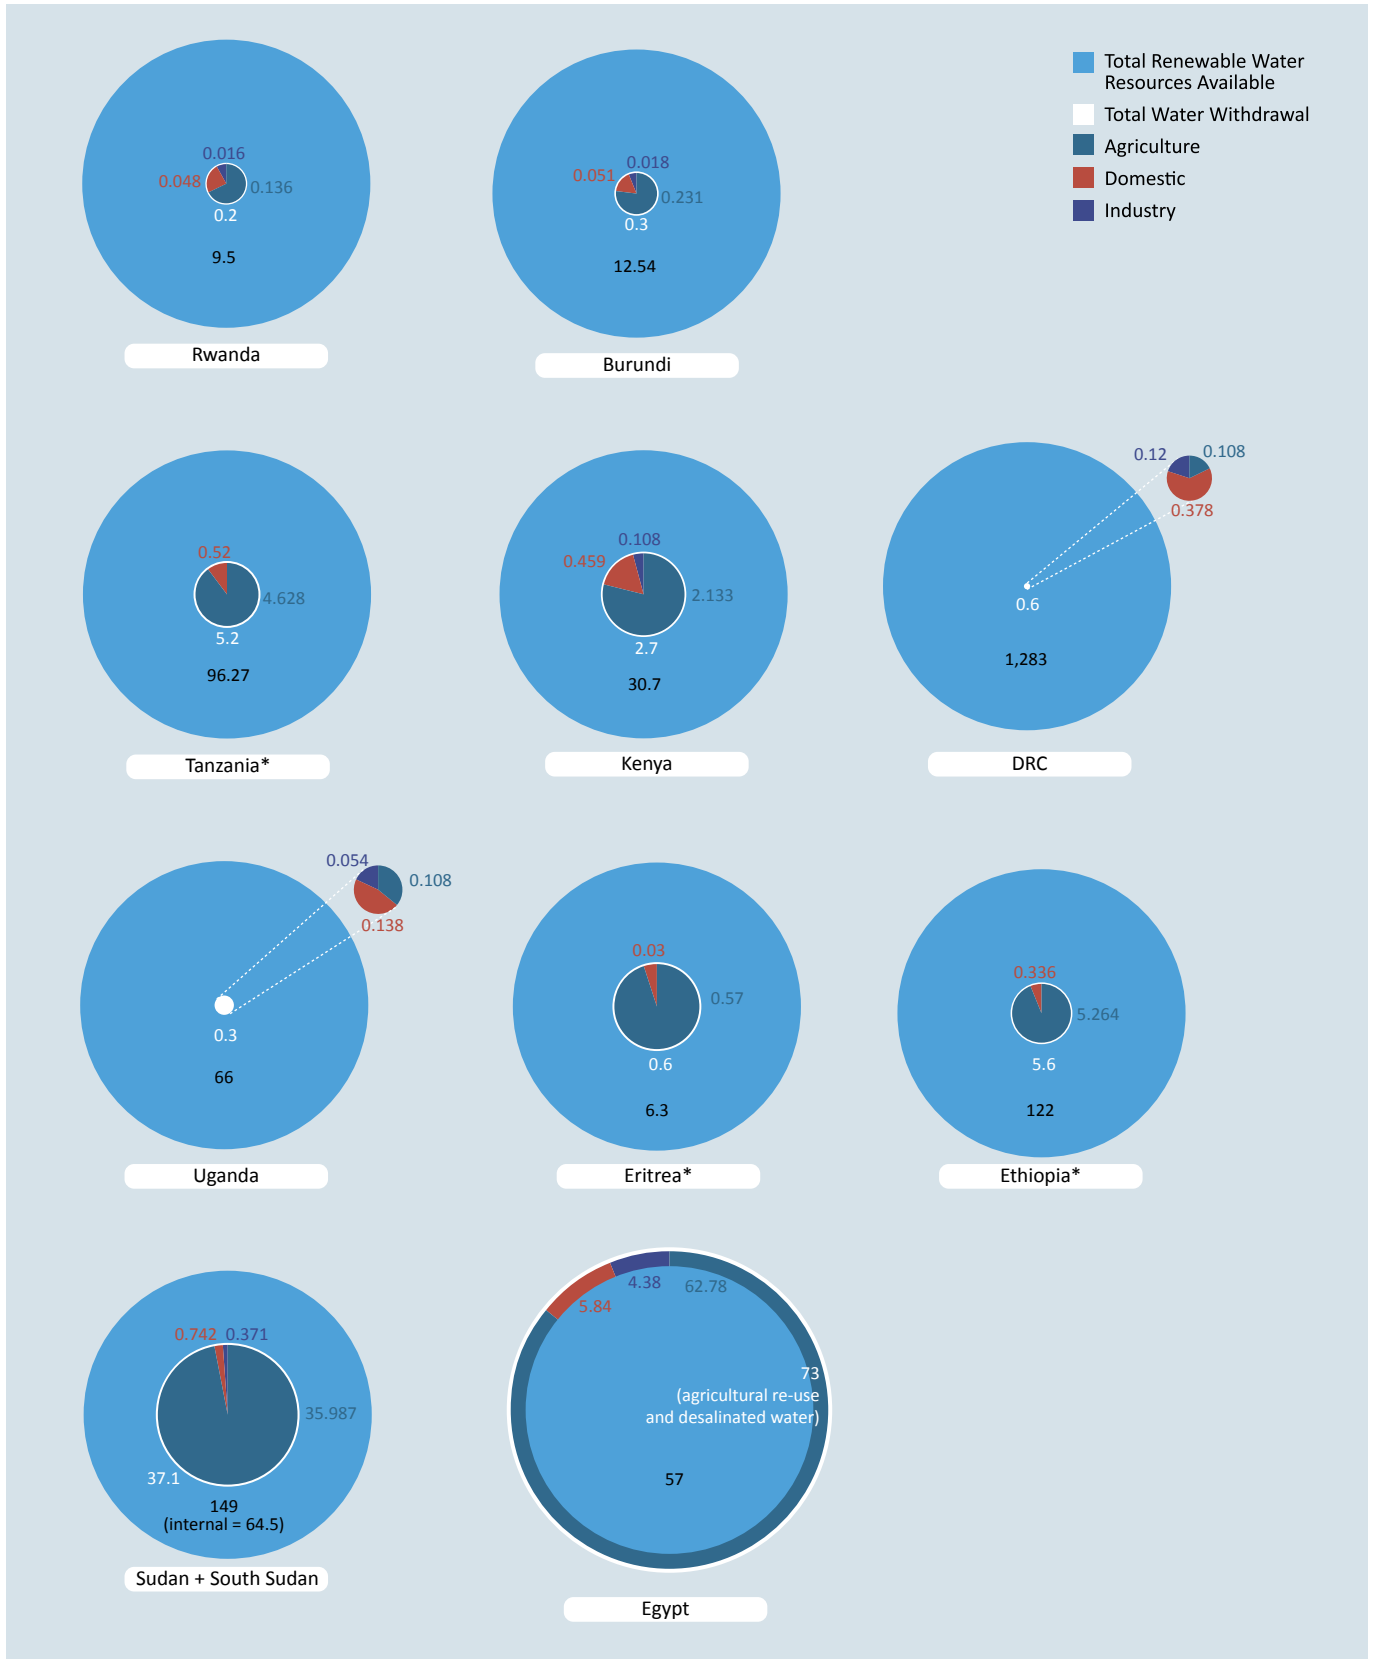 Total Renewable Water
Resources Available
Total Water Withdrawal
Agriculture
Domestic
Industry
0.016
0.048
0.136
0.2
9.5
Rwanda
0.018
0.051
0.231
0.3
12.54
Burundi
0.52
4.628
5.2
96.27
Tanzania*
0.108
0.459
2.133
2.7
30.7
Kenya
0.12
0.108
0.378
0.6
1,283
DRC
0.054
0.108
0.138
0.3
66
Uganda
0.03
0.57
0.6
6.3
Eritrea*
0.336
5.264
5.6
122
Ethiopia*
0.742
0.371
35.987
37.1
149
(internal = 64.5)
Sudan + South Sudan
4.38
62.78
5.84
73
(agricultural re-use
and desalinated water)
57
Egypt